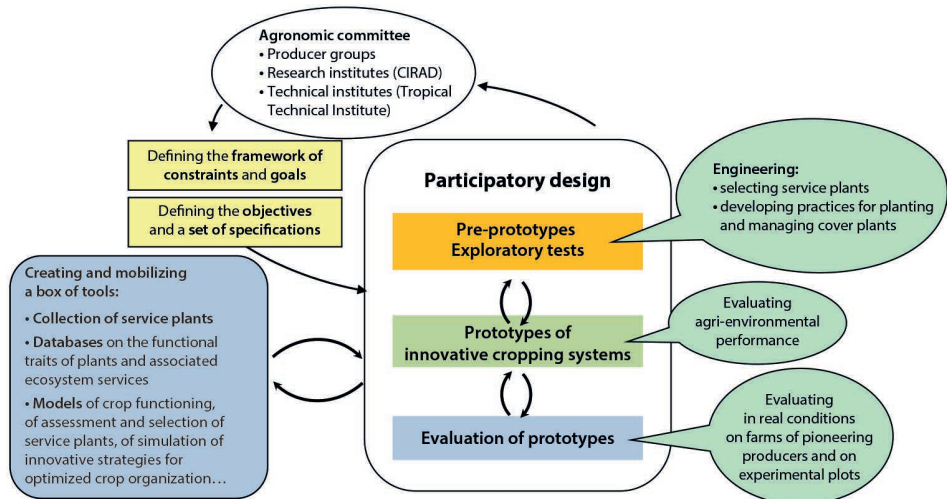 Agronomic committee
• Producer groups
• Research institutes (CIRAD)
• Technical institutes (Tropical
Technical Institute)
Defining the framework of
constraints and goals
Defining the objectives
and a set of specifications
Creating and mobilizing
a box of tools:
• Collection of service plants
• Databases on the functional
traits of plants and associated
ecosystem services
• Models of crop functioning,
of assessment and selection of
service plants, of simulation of
innovative strategies for
optimized crop organization…
Participatory design
Pre-prototypes
Exploratory tests
Prototypes of
innovative cropping systems
Evaluation of prototypes
Engineering:
• selecting service plants
• developing practices for planting
and managing cover plants
Evaluating
agri-environmental
performance
Evaluating
in real conditions
on farms of pioneering
producers and on
experimental plots